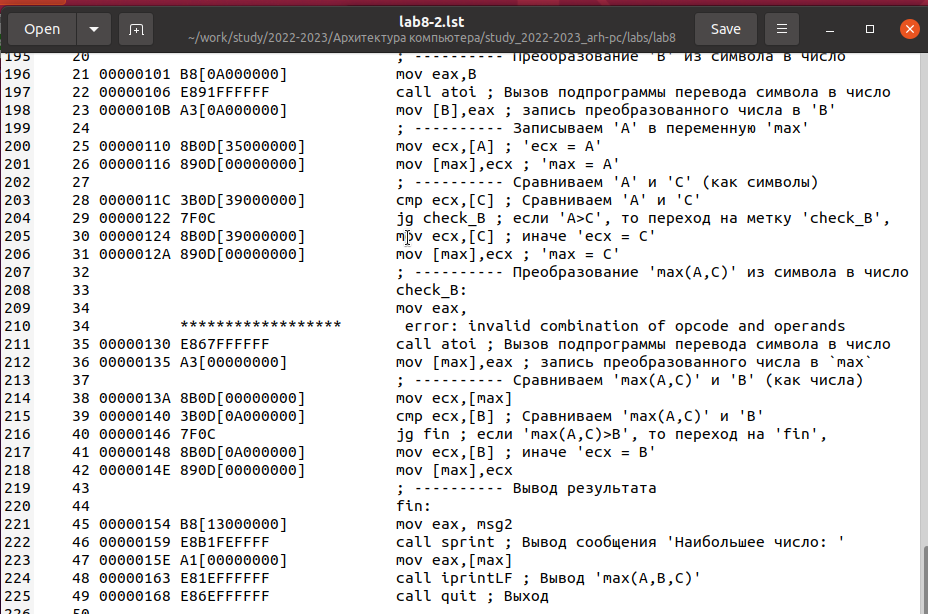 Open
lab8-2.lst
~/work/study/2022-2023/Архитектура компьютера/study_2022-2023_arh-pc/labs/lab8
Save
195 20 ; ---------- Преобразование 'B' из символа в число
196 21 00000101 B8[0A000000] mov eax,B
197 22 00000106 E891FFFFFF call atoi ; Вызов подпрограммы перевода символа в число
198 23 0000010B A3[0A000000] mov [B],eax ; запись преобразованного числа в 'B'
199 24 ; ---------- Записываем 'A' в переменную 'max'
200 25 00000110 8B0D[35000000] mov ecx,[A] ; 'ecx = A'
201 26 00000116 890D[00000000] mov [max],ecx ; 'max = A'
202 27 ; ---------- Сравниваем 'A' и 'C' (как символы)
203 28 0000011C 3B0D[39000000] cmp ecx,[C] ; Сравниваем 'A' и 'C'
204 29 00000122 7F0C jg check_B ; если 'A>C', то переход на метку 'check_B',
205 30 00000124 8B0D[39000000] mov ecx,[C] ; иначе 'ecx = C'
206 31 0000012A 890D[00000000] mov [max],ecx ; 'max = C'
207 32 ; ---------- Преобразование 'max(A,C)' из символа в число
208 33 check_B:
209 34 mov eax,
210 34 ****************** error: invalid combination of opcode and operands
211 35 00000130 E867FFFFFF call atoi ; Вызов подпрограммы перевода символа в число
212 36 00000135 A3[00000000] mov [max],eax ; запись преобразованного числа в `max`
213 37 ; ---------- Сравниваем 'max(A,C)' и 'B' (как числа)
214 38 0000013A 8B0D[00000000] mov ecx,[max]
215 39 00000140 3B0D[0A000000] cmp ecx,[B] ; Сравниваем 'max(A,C)' и 'B'
216 40 00000146 7F0C jg fin ; если 'max(A,C)>B', то переход на 'fin',
217 41 00000148 8B0D[0A000000] mov ecx,[B] ; иначе 'ecx = B'
218 42 0000014E 890D[00000000] mov [max],ecx
219 43 ; ---------- Вывод результата
220 44 fin:
221 45 00000154 B8[13000000] mov eax, msg2
222 46 00000159 E8B1FEFFFF call sprint ; Вывод сообщения 'Наибольшее число: '
223 47 0000015E A1[00000000] mov eax,[max]
224 48 00000163 E81EFFFFFF call iprintLF ; Вывод 'max(A,B,C)'
225 49 00000168 E86EFFFFFF call quit ; Выход
226 50